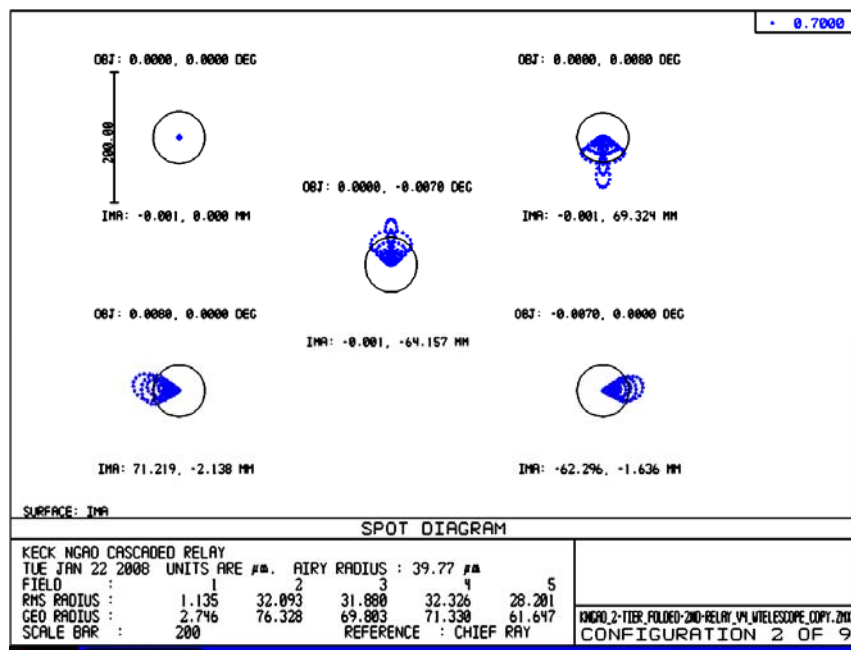 0.7000
OBJ: 0.0000, 0.0000 DEG
OBJ: 0.0000, 0.0080 DEG
200.00
OBJ: 0.0000, -0.0070 DEG
IMA: -0.001, 0.000 MM
IMA: -0.001, 69.324 MM
OBJ: 0.0080, 0.0000 DEG
OBJ: -0.0070, 0.0000 DEG
IMA: -0.001, -64.157 MM
IMA: 71.219, -2.138 MM
IMA: -62.296, -1.636 MM
SURFACE: IMA
SPOT DIAGRAM
KECK NGAO CASCADED RELAY
TUE JAN 22 2008 UNITS ARE µm. AIRY RADIUS : 39.77 µm
FIELD : 1 2 3 4 5
RMS RADIUS : 1.135 32.093 31.880 32.326 28.201
GEO RADIUS : 2.746 76.328 69.803 71.330 61.647
SCALE BAR : 200 REFERENCE : CHIEF RAY
KNGAO_2-TIER_FOLDED-2ND-RELAY_V4_WTELESCOPE_COPY.ZMX
CONFIGURATION 2 OF 9